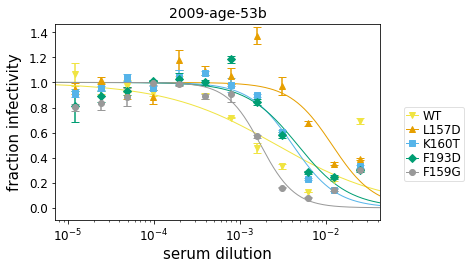 2009-age-53b
fraction infectivity
1.4
1.2
1.0
0.8
0.6
0.4
0.2
0.0
10⁻⁵
10⁻⁴
10⁻³
10⁻²
serum dilution
WT
L157D
K160T
F193D
F159G